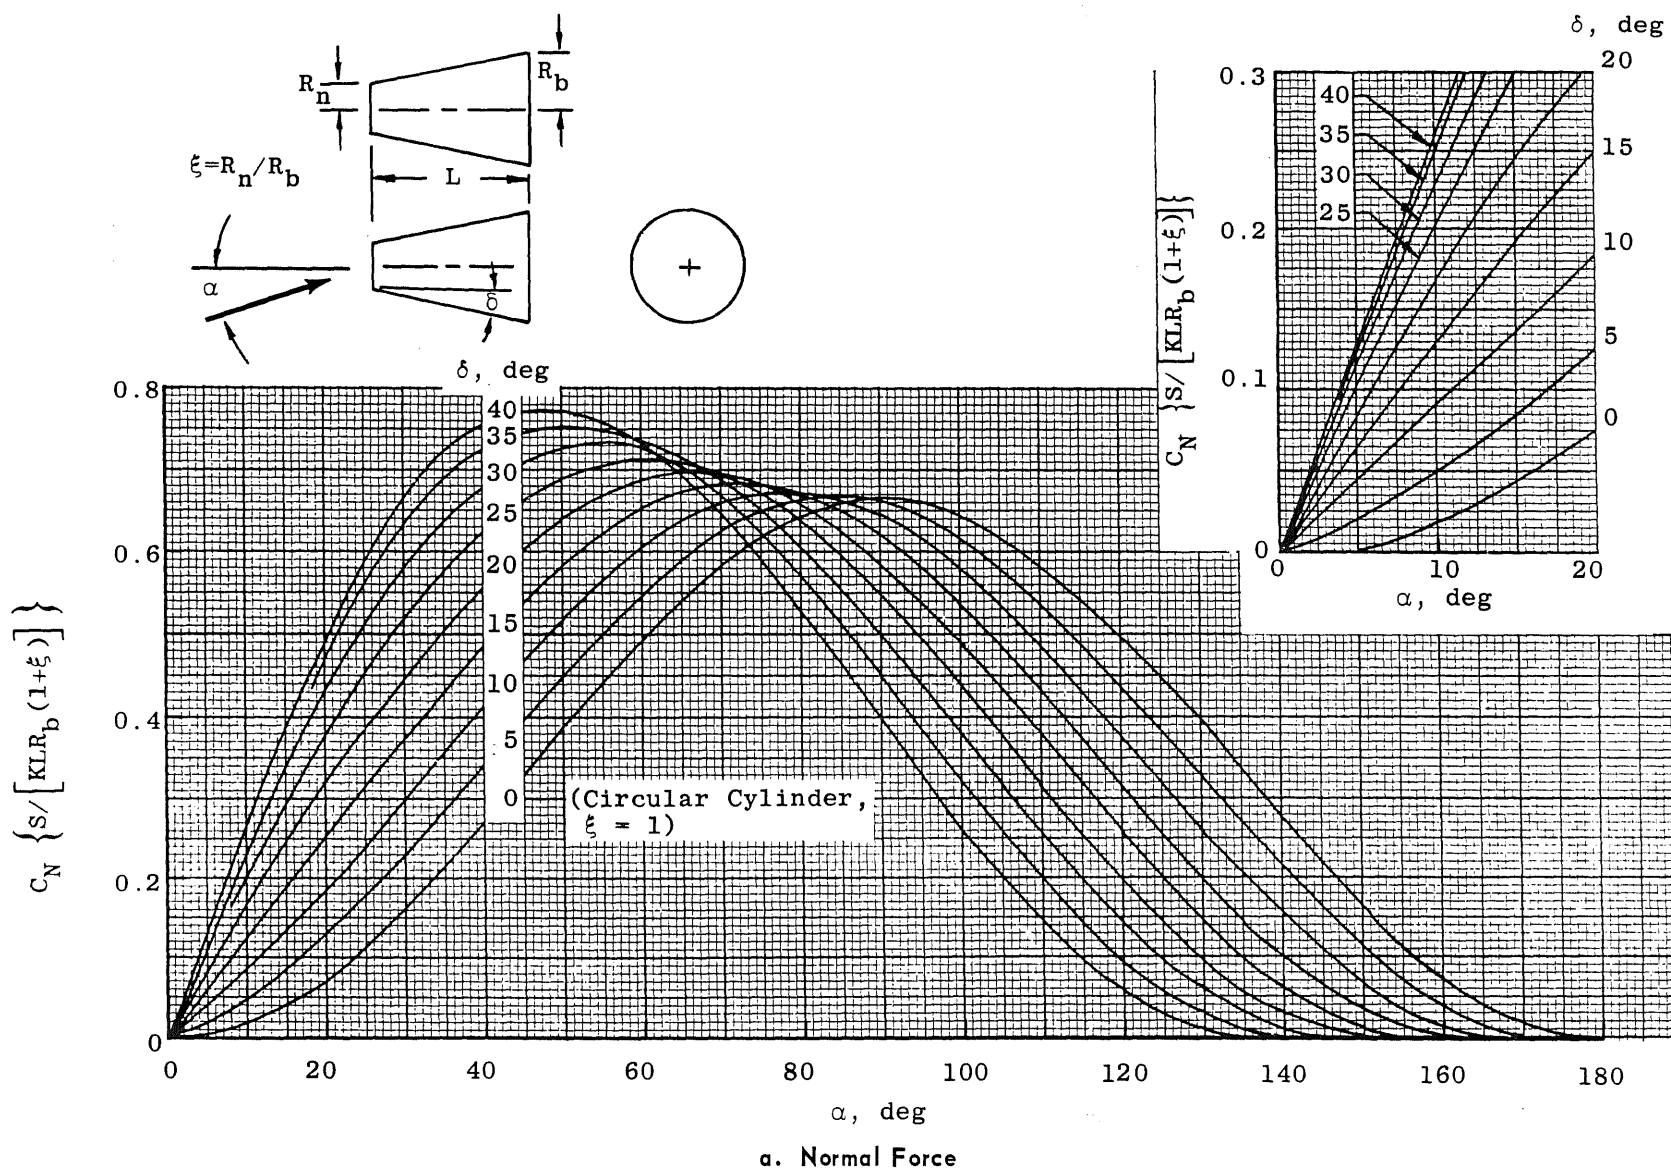 R_n
R_b
ξ=R_n/R_b
L
α
δ
δ, deg
20
15
10
5
0
40
35
30
25
0.3
0.2
0.1
0
C_N {S/[KLR_b(1+ξ)]}
0
10
20
α, deg
δ, deg
40
35
30
25
20
15
10
5
0
(Circular Cylinder,
ξ = 1)
0.8
0.6
0.4
0.2
0
C_N {S/[KLR_b(1+ξ)]}
0
20
40
60
80
100
120
140
160
180
α, deg
a. Normal Force